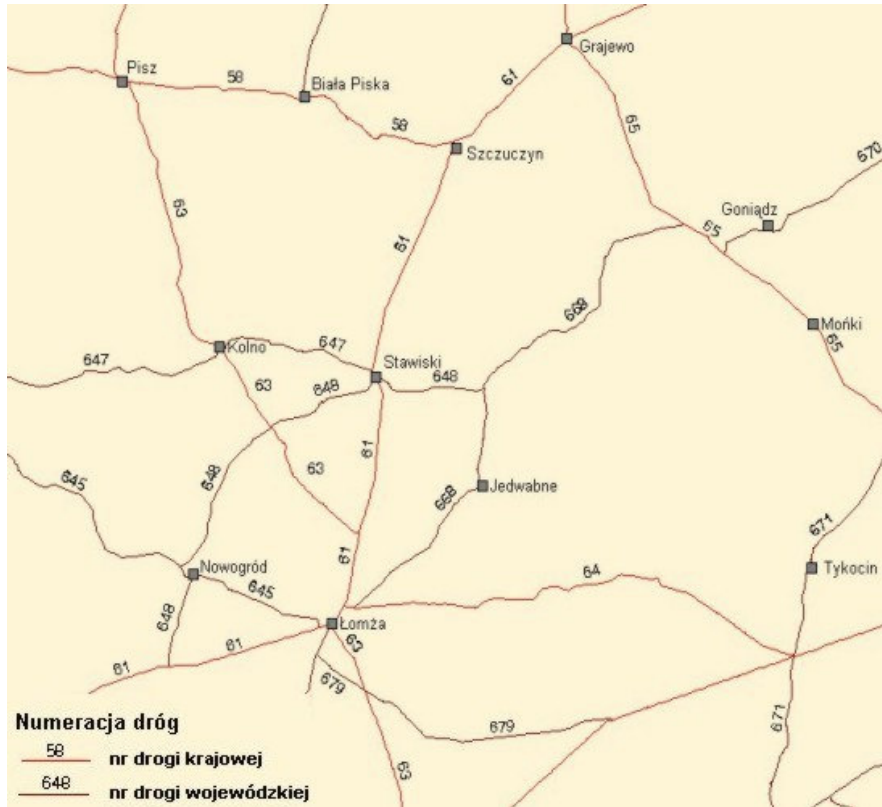 Grajewo
Pisz
58
Biała Piska
61
58
65
Szczuczyn
670
63
Goniądz
65
61
668
Mońki
65
Kolno
647
647
Stawiski
63
648
648
61
63
645
648
668
Jedwabne
671
61
Nowogród
645
64
Tykocin
648
61
Łomża
63
61
679
679
671
63
Numeracja dróg
58 nr drogi krajowej
648 nr drogi wojewódzkiej